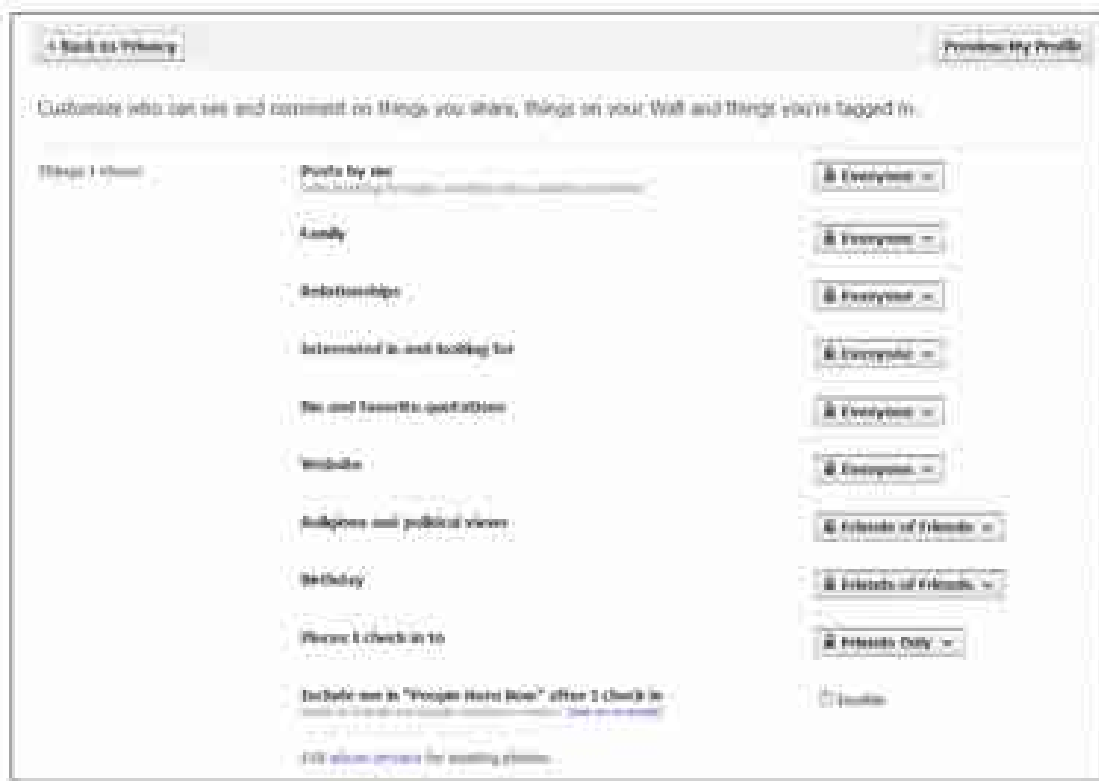 ‹ Back to Privacy
Preview My Profile
Customize who can see and comment on things you share, things on your Wall and things you're tagged in.
Things I share
Posts by me
Everyone
Family
Everyone
Relationships
Everyone
Interested in and looking for
Everyone
Bio and favorite quotations
Everyone
Website
Everyone
Religious and political views
Friends of Friends
Birthday
Friends of Friends
Places I check in to
Friends Only
Include me in "People Here Now" after I check in
Enable
Edit album privacy for existing photos.